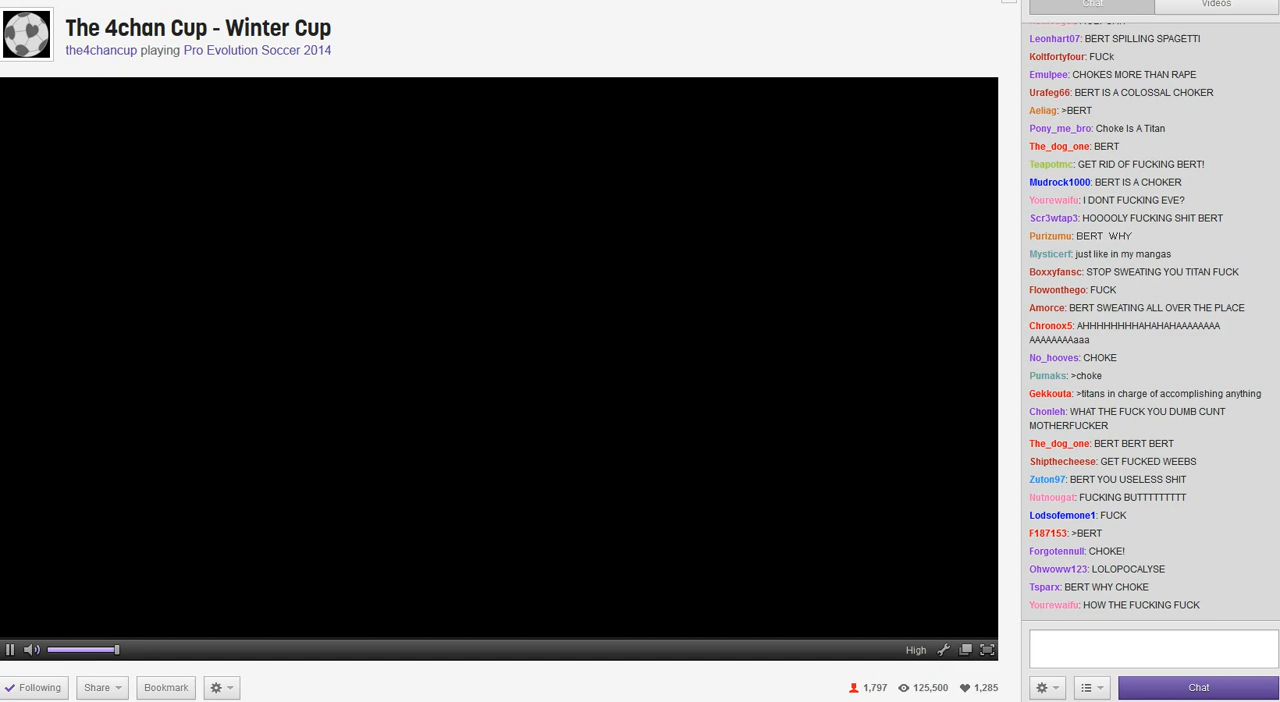 The 4chan Cup - Winter Cup
the4chancup playing Pro Evolution Soccer 2014
Chat
Videos
Leonhart07: BERT SPILLING SPAGETTI
Koltfortyfour: FUCk
Emulpee: CHOKES MORE THAN RAPE
Urafeg66: BERT IS A COLOSSAL CHOKER
Aeliag: >BERT
Pony_me_bro: Choke Is A Titan
The_dog_one: BERT
Teapotmc: GET RID OF FUCKING BERT!
Mudrock1000: BERT IS A CHOKER
Yourewaifu: I DONT FUCKING EVE?
Scr3wtap3: HOOOOLY FUCKING SHIT BERT
Purizumu: BERT WHY
Mysticerf: just like in my mangas
Boxxyfansc: STOP SWEATING YOU TITAN FUCK
Flowonthego: FUCK
Amorce: BERT SWEATING ALL OVER THE PLACE
Chronox5: AHHHHHHHHAHAHAHAAAAAAAA
AAAAAAAAaaa
No_hooves: CHOKE
Pumaks: >choke
Gekkouta: >titans in charge of accomplishing anything
Chonleh: WHAT THE FUCK YOU DUMB CUNT
MOTHERFUCKER
The_dog_one: BERT BERT BERT
Shipthecheese: GET FUCKED WEEBS
Zuton97: BERT YOU USELESS SHIT
Nutnougat: FUCKING BUTTTTTTTTT
Lodsofemone1: FUCK
F187153: >BERT
Forgotennull: CHOKE!
Ohwoww123: LOLOPOCALYSE
Tsparx: BERT WHY CHOKE
Yourewaifu: HOW THE FUCKING FUCK
High
Following
Share
Bookmark
1,797
125,500
1,285
Chat